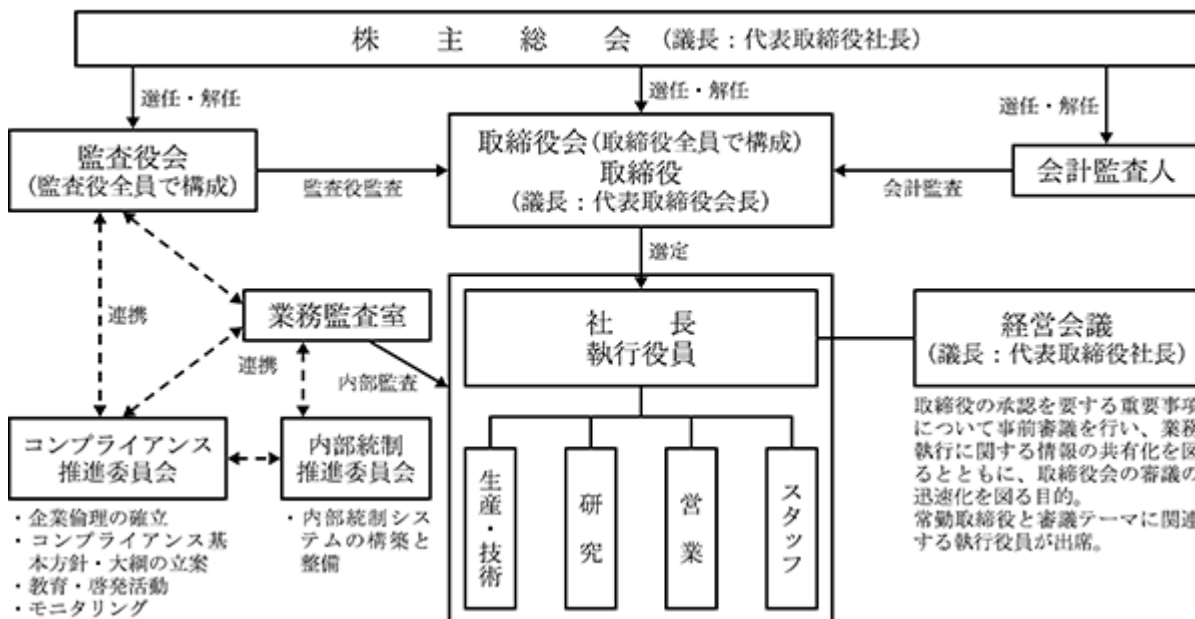 株主総会 (議長：代表取締役社長)
選任・解任
選任・解任
選任・解任
監査役会
(監査役全員で構成)
監査役監査
取締役会(取締役全員で構成)
取締役
(議長：代表取締役会長)
会計監査人
会計監査
選定
連携
業務監査室
連携
内部監査
社長
執行役員
経営会議
(議長：代表取締役社長)
取締役の承認を要する重要事項
について事前審議を行い、業務
執行に関する情報の共有化を図
るとともに、取締役会の審議の
迅速化を図る目的。
常勤取締役と審議テーマに関連
する執行役員が出席。
コンプライアンス
推進委員会
内部統制
推進委員会
・企業倫理の確立
・コンプライアンス基
本方針・大綱の立案
・教育・啓発活動
・モニタリング
・内部統制シス
テムの構築と
整備
生産・技術
研究
営業
スタッフ